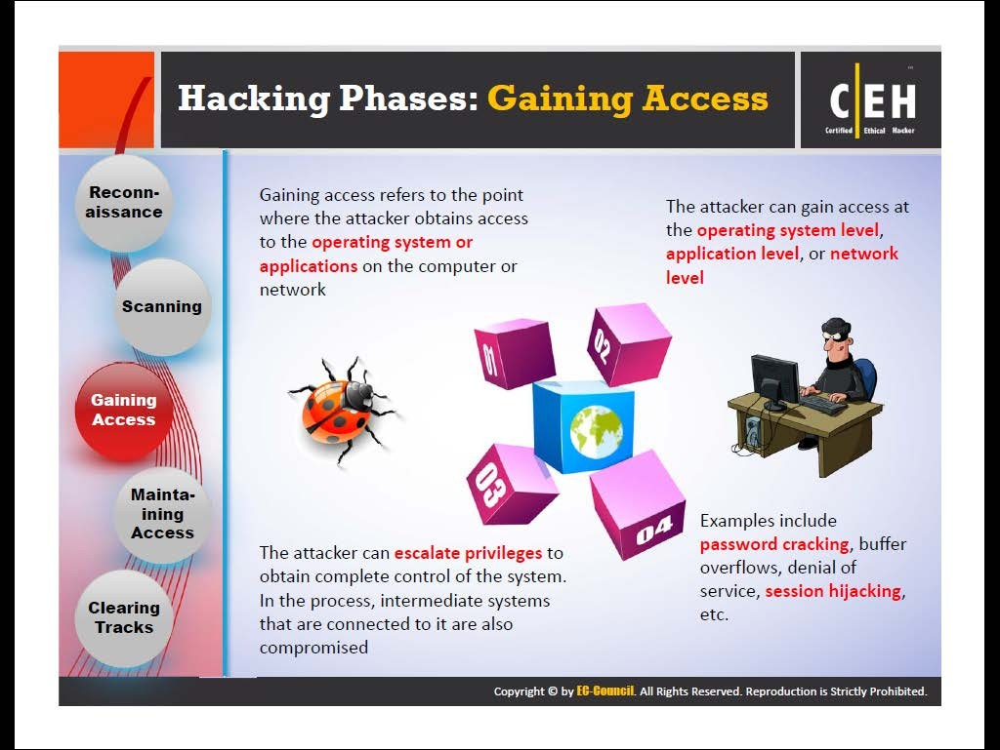 Hacking Phases: Gaining Access
C|EH
Certified Ethical Hacker
Reconn-
aissance
Scanning
Gaining
Access
Mainta-
ining
Access
Clearing
Tracks
Gaining access refers to the point
where the attacker obtains access
to the operating system or
applications on the computer or
network
The attacker can gain access at
the operating system level,
application level, or network
level
01
02
03
04
The attacker can escalate privileges to
obtain complete control of the system.
In the process, intermediate systems
that are connected to it are also
compromised
Examples include
password cracking, buffer
overflows, denial of
service, session hijacking,
etc.
Copyright © by EC-Council. All Rights Reserved. Reproduction is Strictly Prohibited.